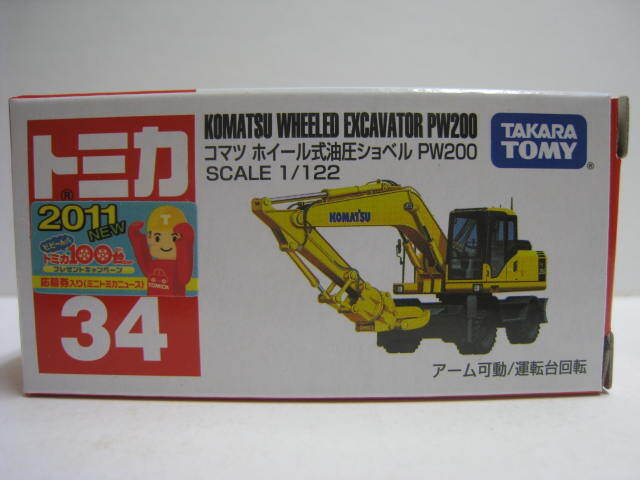 トミカ
®
2011
NEW
トミカ100台
プレゼントキャンペーン
応募券入り(ミニトミカニュース)
T
TOMICA
34
KOMATSU WHEELED EXCAVATOR PW200
コマツ ホイール式油圧ショベル PW200
SCALE 1/122
KOMATSU
TAKARA
TOMY
®
アーム可動/運転台回転